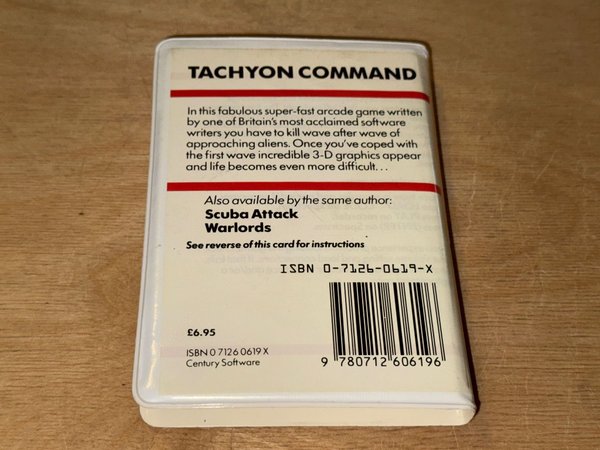 TACHYON COMMAND
In this fabulous super-fast arcade game written
by one of Britain's most acclaimed software
writers you have to kill wave after wave of
approaching aliens. Once you've coped with
the first wave incredible 3-D graphics appear
and life becomes even more difficult...
Also available by the same author:
Scuba Attack
Warlords
See reverse of this card for instructions
ISBN 0-7126-0619-X
£6.95
ISBN 0 7126 0619 X
Century Software
9 780712 606196